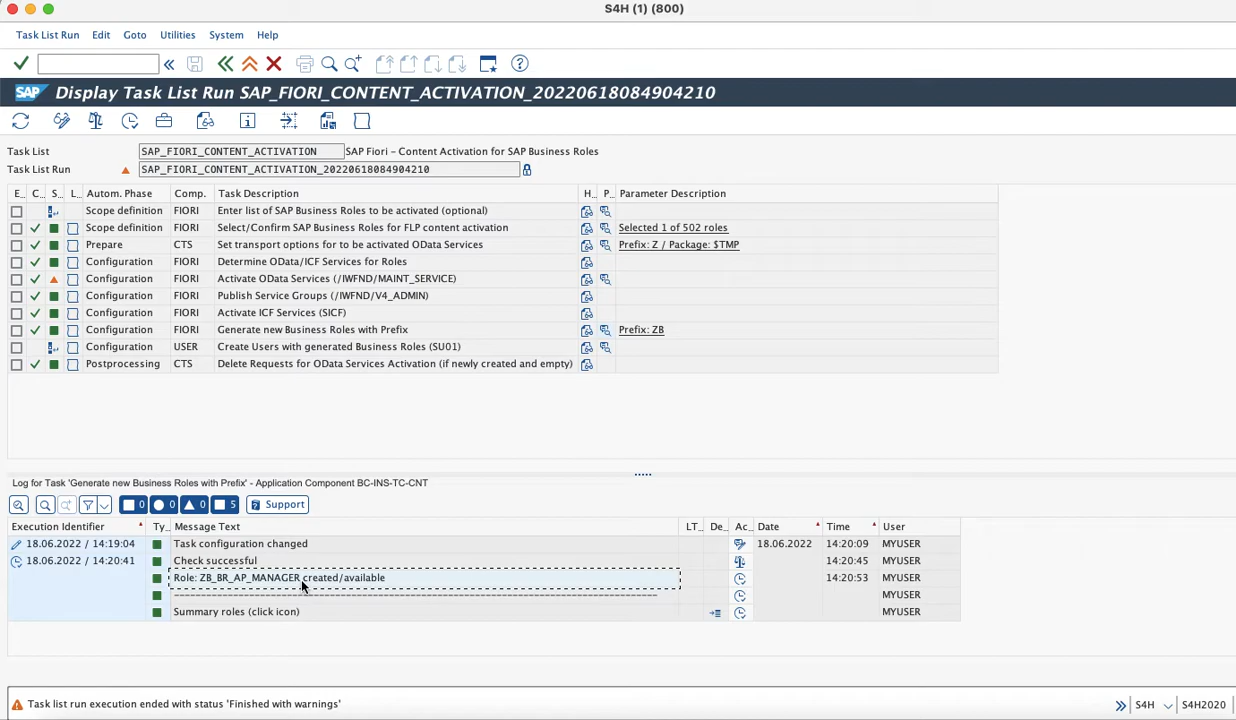 S4H (1) (800)
Task List Run Edit Goto Utilities System Help
SAP Display Task List Run SAP_FIORI_CONTENT_ACTIVATION_20220618084904210
Task List SAP_FIORI_CONTENT_ACTIVATION SAP Fiori - Content Activation for SAP Business Roles
Task List Run SAP_FIORI_CONTENT_ACTIVATION_20220618084904210
E.. C.. S.. L.. Autom. Phase Comp. Task Description H.. P.. Parameter Description
Scope definition FIORI Enter list of SAP Business Roles to be activated (optional)
Scope definition FIORI Select/Confirm SAP Business Roles for FLP content activation Selected 1 of 502 roles
Prepare CTS Set transport options for to be activated OData Services Prefix: Z / Package: $TMP
Configuration FIORI Determine OData/ICF Services for Roles
Configuration FIORI Activate OData Services (/IWFND/MAINT_SERVICE)
Configuration FIORI Publish Service Groups (/IWFND/V4_ADMIN)
Configuration FIORI Activate ICF Services (SICF)
Configuration FIORI Generate new Business Roles with Prefix Prefix: ZB
Configuration USER Create Users with generated Business Roles (SU01)
Postprocessing CTS Delete Requests for OData Services Activation (if newly created and empty)
Log for Task 'Generate new Business Roles with Prefix' - Application Component BC-INS-TC-CNT
0 0 0 5 Support
Execution Identifier Ty.. Message Text LT.. De.. Ac.. Date Time User
18.06.2022 / 14:19:04 Task configuration changed 18.06.2022 14:20:09 MYUSER
18.06.2022 / 14:20:41 Check successful 14:20:45 MYUSER
Role: ZB_BR_AP_MANAGER created/available 14:20:53 MYUSER
MYUSER
Summary roles (click icon) MYUSER
Task list run execution ended with status 'Finished with warnings' S4H S4H2020